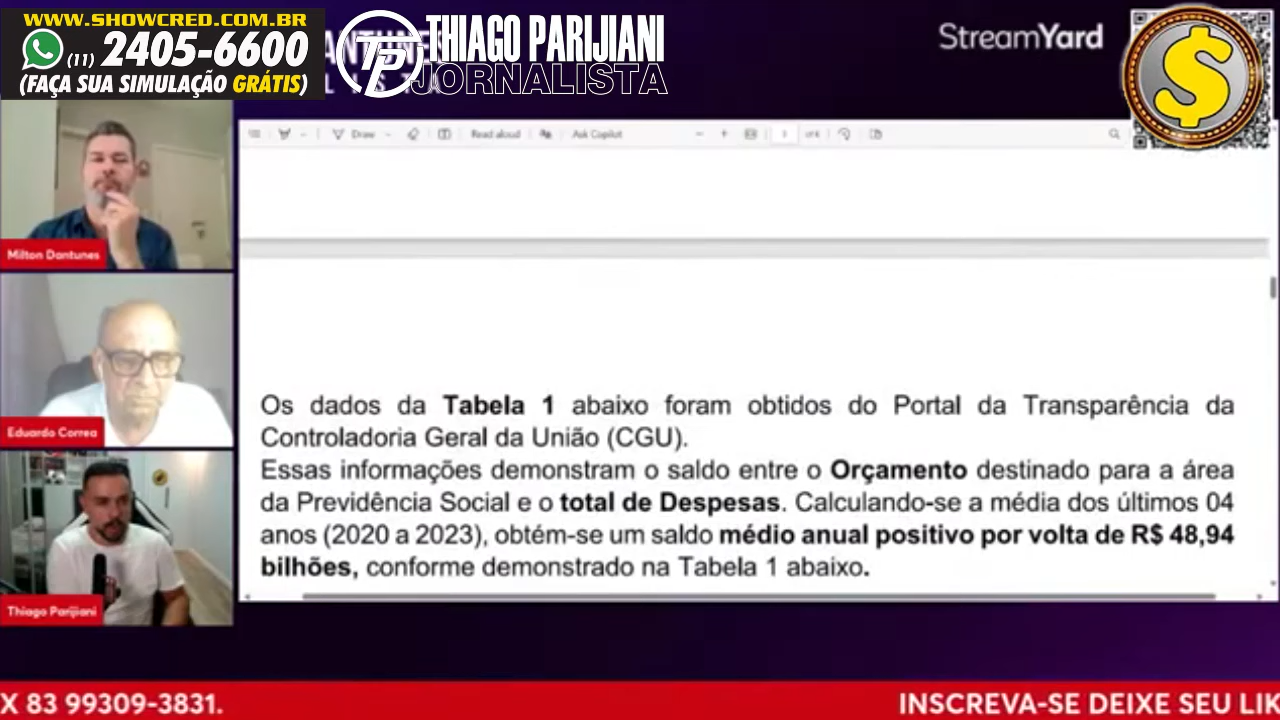 WWW.SHOWCRED.COM.BR
(11) 2405-6600
(FAÇA SUA SIMULAÇÃO GRÁTIS)
TP
THIAGO PARIJIANI
JORNALISTA
StreamYard
$
Draw
Read aloud
Ask Copilot
Milton Dantunes
Eduardo Correa
Thiago Parijiani
Os dados da Tabela 1 abaixo foram obtidos do Portal da Transparência da
Controladoria Geral da União (CGU).
Essas informações demonstram o saldo entre o Orçamento destinado para a área
da Previdência Social e o total de Despesas. Calculando-se a média dos últimos 04
anos (2020 a 2023), obtém-se um saldo médio anual positivo por volta de R$ 48,94
bilhões, conforme demonstrado na Tabela 1 abaixo.
X 83 99309-3831.
INSCREVA-SE DEIXE SEU LIK